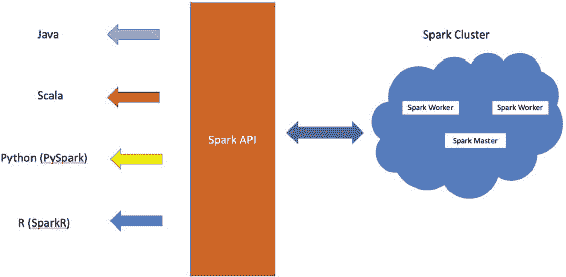 Java
Scala
Python (PySpark)
R (SparkR)
Spark API
Spark Cluster
Spark Worker
Spark Worker
Spark Master